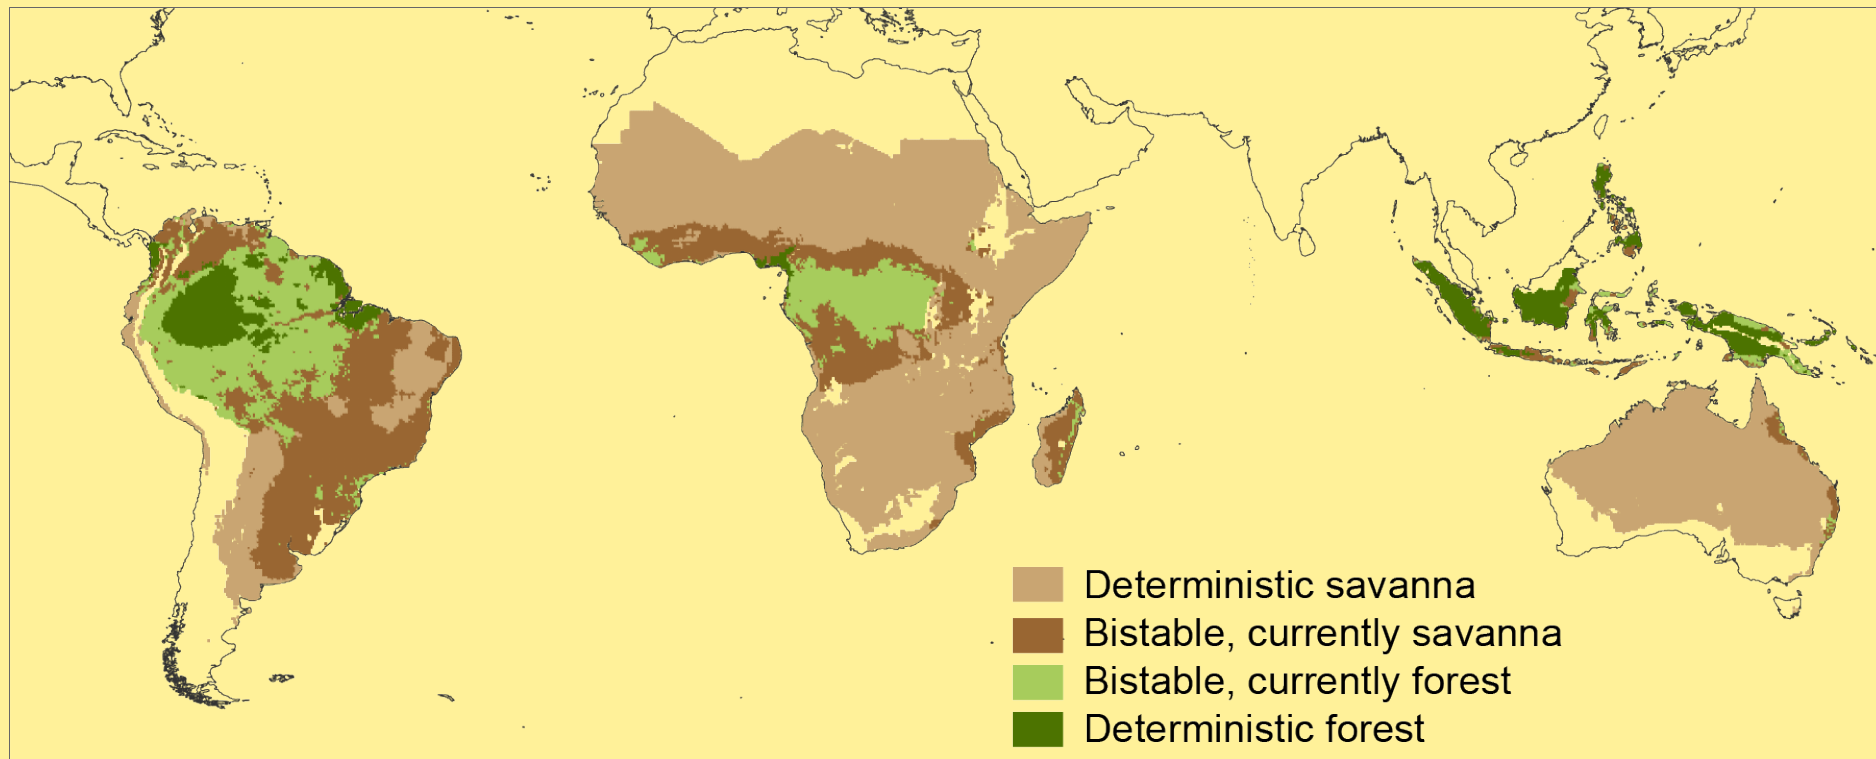 Deterministic savanna
Bistable, currently savanna
Bistable, currently forest
Deterministic forest